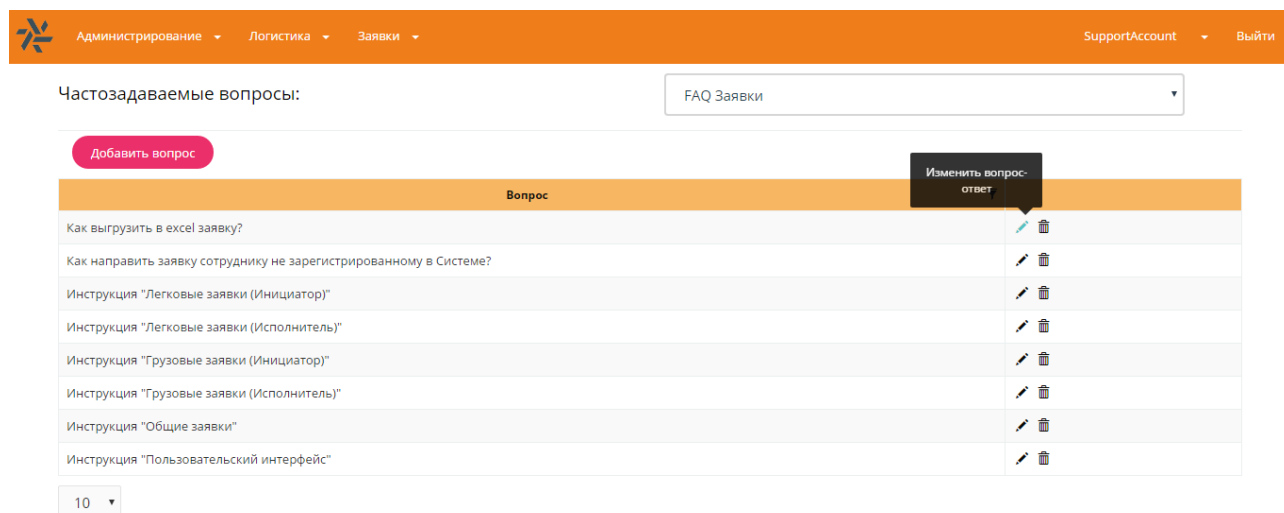 Администрирование Логистика Заявки SupportAccount Выйти
Частозадаваемые вопросы: FAQ Заявки
Добавить вопрос
Изменить вопрос-
ответ
Вопрос
Как выгрузить в excel заявку?
Как направить заявку сотруднику не зарегистрированному в Системе?
Инструкция "Легковые заявки (Инициатор)"
Инструкция "Легковые заявки (Исполнитель)"
Инструкция "Грузовые заявки (Инициатор)"
Инструкция "Грузовые заявки (Исполнитель)"
Инструкция "Общие заявки"
Инструкция "Пользовательский интерфейс"
10